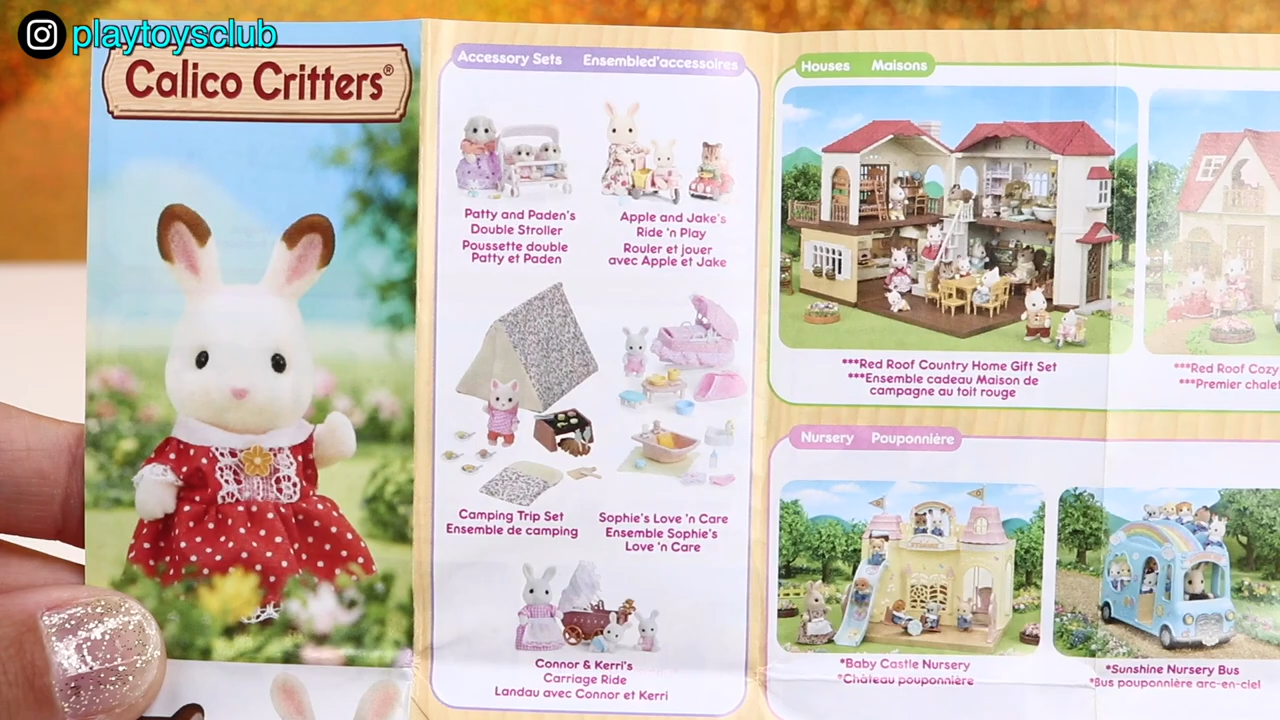 playtoysclub
Calico Critters®
Accessory Sets Ensembled'accessoires
Patty and Paden's
Double Stroller
Poussette double
Patty et Paden
Apple and Jake's
Ride 'n Play
Rouler et jouer
avec Apple et Jake
Camping Trip Set
Ensemble de camping
Sophie's Love 'n Care
Ensemble Sophie's
Love 'n Care
Connor & Kerri's
Carriage Ride
Landau avec Connor et Kerri
Houses Maisons
***Red Roof Country Home Gift Set
***Ensemble cadeau Maison de
campagne au toit rouge
***Red Roof Cozy
***Premier chalet
Nursery Pouponnière
*Baby Castle Nursery
*Château pouponnière
*Sunshine Nursery Bus
*Bus pouponnière arc-en-ciel